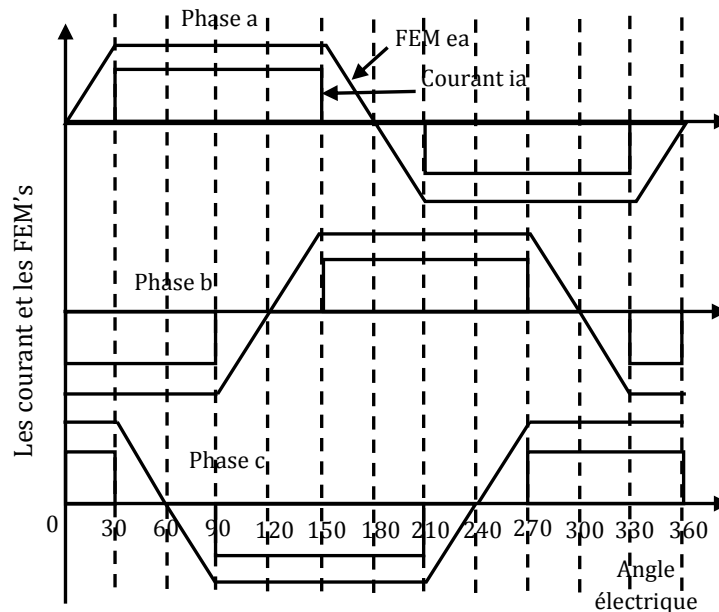 Phase a
FEM ea
Courant ia
Les courant et les FEM's
Phase b
Phase c
0 30 60 90 120 150 180 210 240 270 300 330 360
Angle
électrique